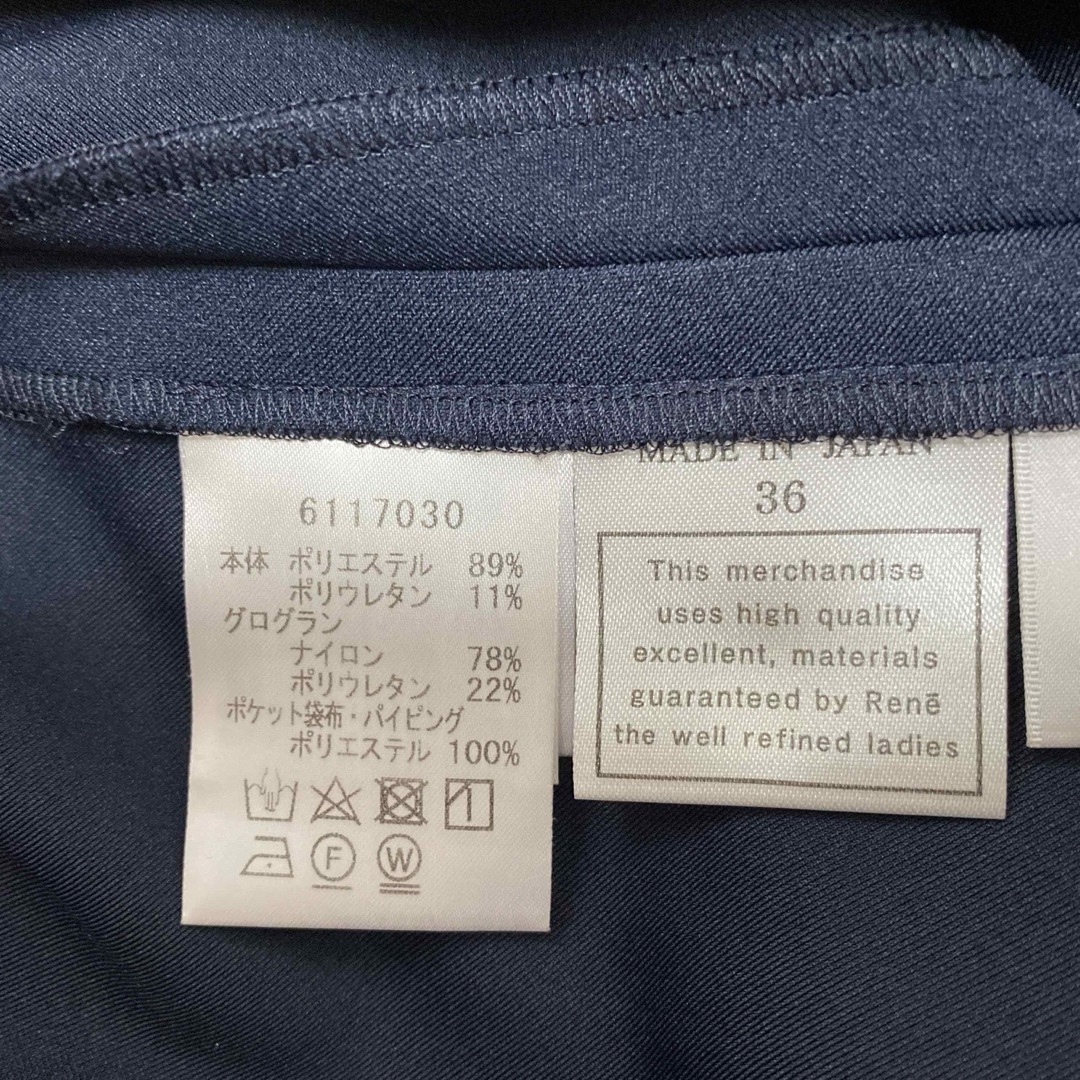 6117030
本体 ポリエステル 89%
ポリウレタン 11%
グログラン
ナイロン 78%
ポリウレタン 22%
ポケット袋布・パイピング
ポリエステル 100%
F W
MADE IN JAPAN
36
This merchandise
uses high quality
excellent, materials
guaranteed by Renē
the well refined ladies